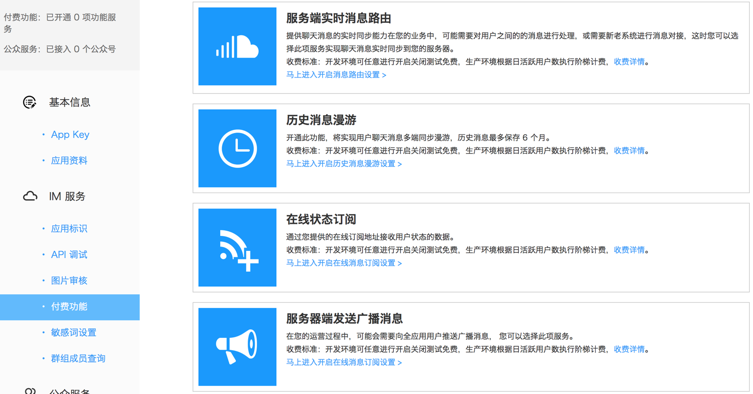 付费功能：已开通 0 项功能服
务
公众服务：已接入 0 个公众号
基本信息
App Key
应用资料
IM 服务
应用标识
API 调试
图片审核
付费功能
敏感词设置
群组成员查询
服务端实时消息路由
提供聊天消息的实时同步能力在您的业务中，可能需要对用户之间的的消息进行处理，或需要新老系统进行消息对接，这时您可以选
择此项服务实现聊天消息实时同步到您的服务器。
收费标准：开发环境可任意进行开启关闭测试免费，生产环境根据日活跃用户数执行阶梯计费，收费详情。
马上进入开启消息路由设置 >
历史消息漫游
开通此功能，将实现用户聊天消息多端同步漫游，历史消息最多保存 6 个月。
收费标准：开发环境可任意进行开启关闭测试免费，生产环境根据日活跃用户数执行阶梯计费，收费详情。
马上进入开启历史消息漫游设置 >
在线状态订阅
通过您提供的在线订阅地址接收用户状态的数据。
收费标准：开发环境可任意进行开启关闭测试免费，生产环境根据日活跃用户数执行阶梯计费，收费详情。
马上进入开启在线消息订阅设置 >
服务器端发送广播消息
在您的运营过程中，可能会需要向全应用用户推送广播消息， 您可以选择此项服务。
收费标准：开发环境可任意进行开启关闭测试免费，生产环境根据日活跃用户数执行阶梯计费，收费详情。
马上进入开启在线消息订阅设置 >